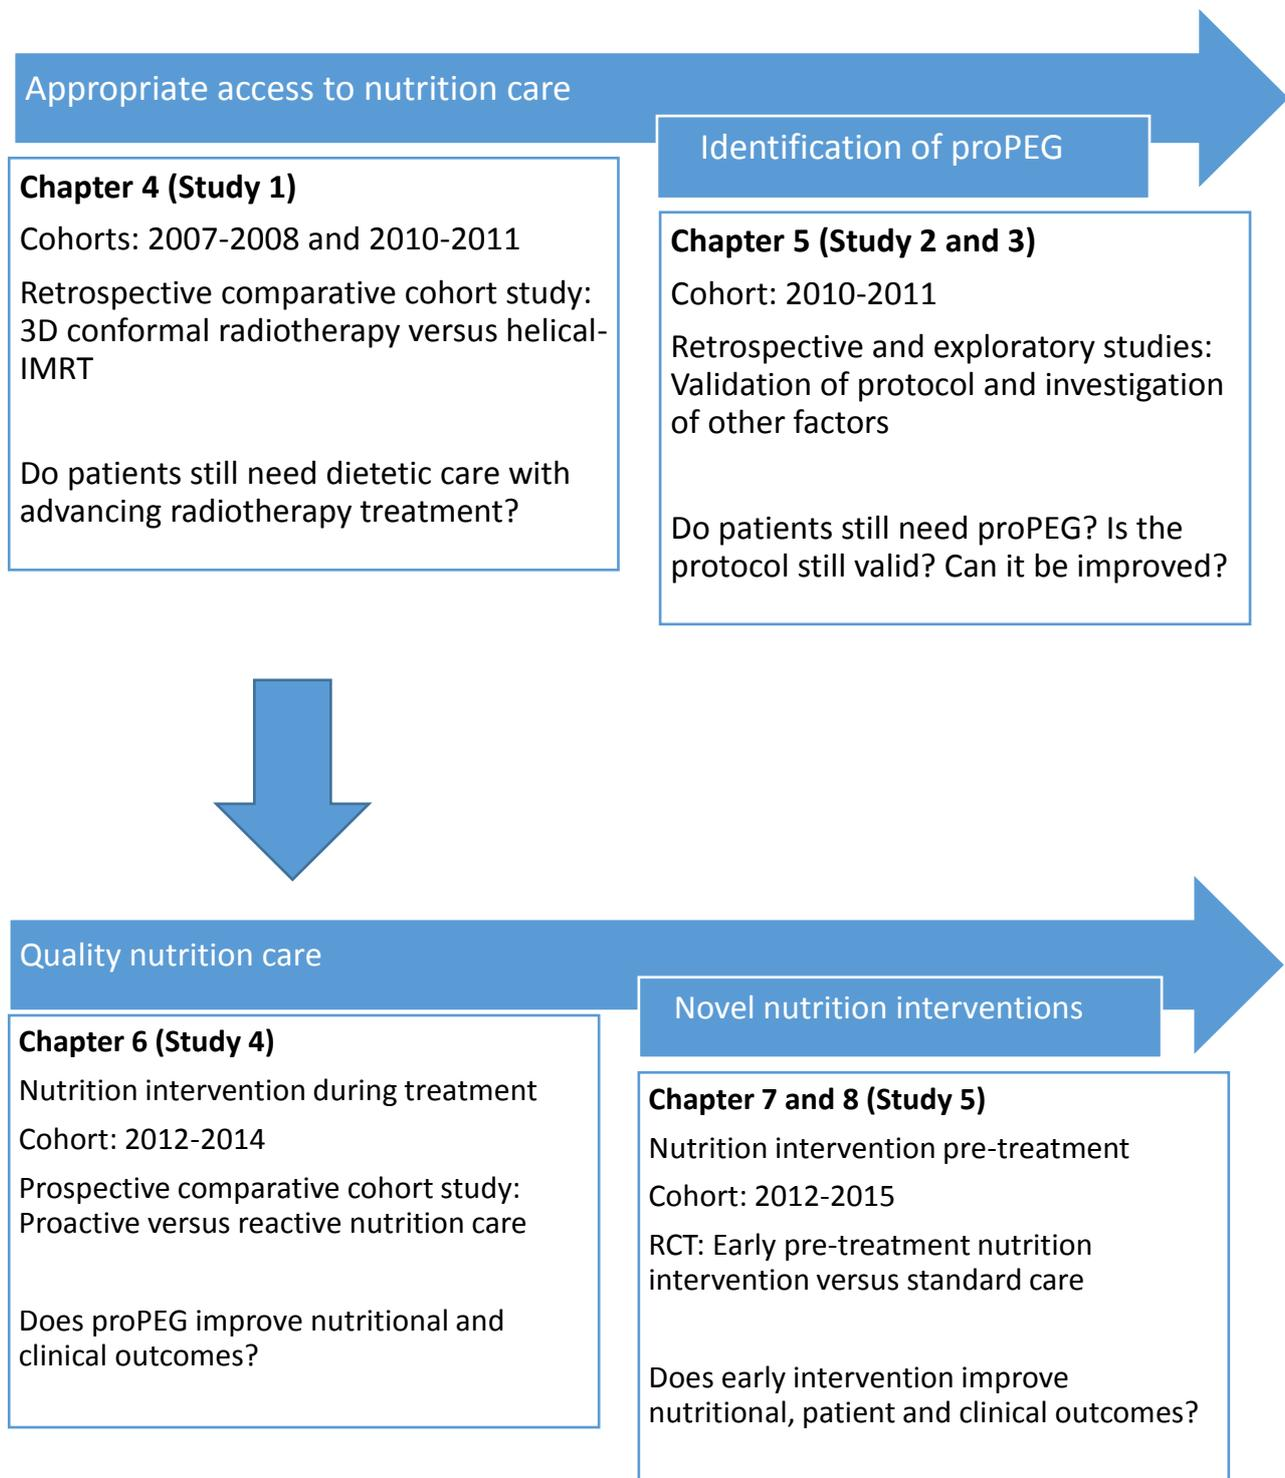 Appropriate access to nutrition care
Identification of proPEG
Chapter 4 (Study 1)
Cohorts: 2007-2008 and 2010-2011
Retrospective comparative cohort study:
3D conformal radiotherapy versus helical-
IMRT
Do patients still need dietetic care with
advancing radiotherapy treatment?
Chapter 5 (Study 2 and 3)
Cohort: 2010-2011
Retrospective and exploratory studies:
Validation of protocol and investigation
of other factors
Do patients still need proPEG? Is the
protocol still valid? Can it be improved?
Quality nutrition care
Novel nutrition interventions
Chapter 6 (Study 4)
Nutrition intervention during treatment
Cohort: 2012-2014
Prospective comparative cohort study:
Proactive versus reactive nutrition care
Does proPEG improve nutritional and
clinical outcomes?
Chapter 7 and 8 (Study 5)
Nutrition intervention pre-treatment
Cohort: 2012-2015
RCT: Early pre-treatment nutrition
intervention versus standard care
Does early intervention improve
nutritional, patient and clinical outcomes?